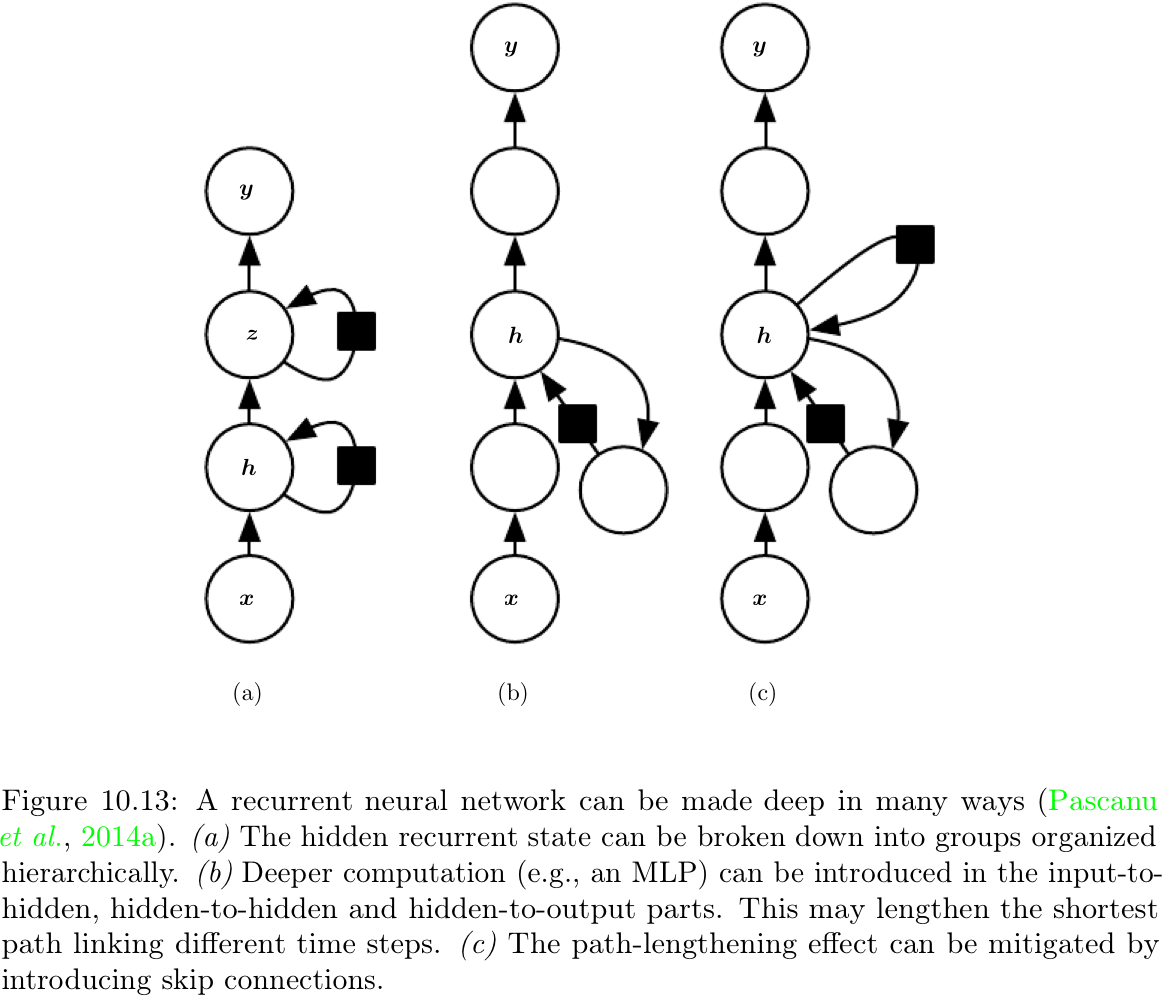 y
y
y
z
h
h
h
x
x
x
(a)
(b)
(c)
Figure 10.13: A recurrent neural network can be made deep in many ways (Pascanu
et al., 2014a). (a) The hidden recurrent state can be broken down into groups organized
hierarchically. (b) Deeper computation (e.g., an MLP) can be introduced in the input-to-
hidden, hidden-to-hidden and hidden-to-output parts. This may lengthen the shortest
path linking different time steps. (c) The path-lengthening effect can be mitigated by
introducing skip connections.